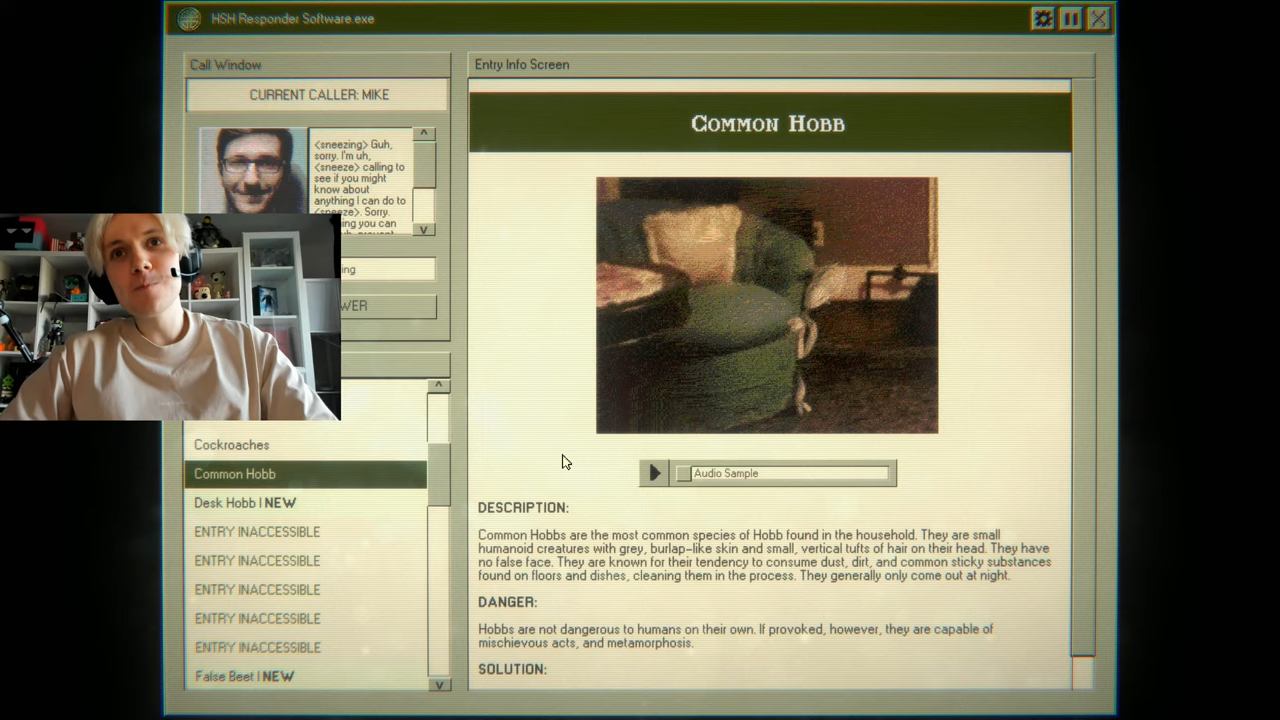 HSH Responder Software.exe
Call Window
CURRENT CALLER: MIKE
<sneezing> Guh,
sorry. I'm uh,
<sneeze> calling to
see if you might
know about
anything I can do to
<sneeze>. Sorry.
you can
Cockroaches
Common Hobb
Desk Hobb | NEW
ENTRY INACCESSIBLE
ENTRY INACCESSIBLE
ENTRY INACCESSIBLE
ENTRY INACCESSIBLE
ENTRY INACCESSIBLE
False Beet | NEW
Entry Info Screen
COMMON HOBB
Audio Sample
DESCRIPTION:
Common Hobbs are the most common species of Hobb found in the household. They are small
humanoid creatures with grey, burlap-like skin and small, vertical tufts of hair on their head. They have
no false face. They are known for their tendency to consume dust, dirt, and common sticky substances
found on floors and dishes, cleaning them in the process. They generally only come out at night.
DANGER:
Hobbs are not dangerous to humans on their own. If provoked, however, they are capable of
mischievous acts, and metamorphosis.
SOLUTION: